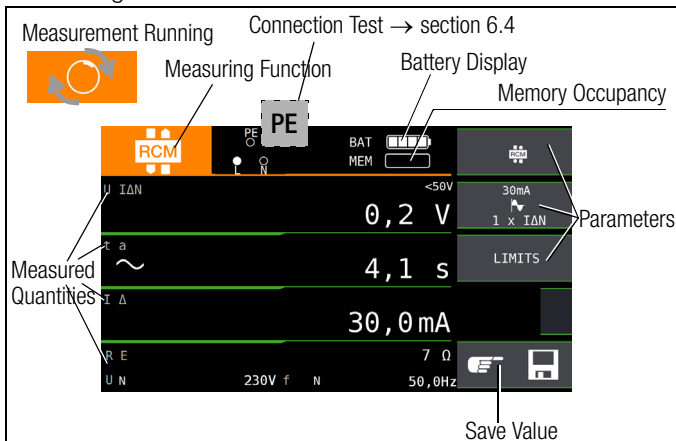 Measurement Running
Connection Test → section 6.4
Measuring Function
Battery Display
Memory Occupancy
PE
RCM
PE
L N
BAT
MEM
RCM
U IΔN
<50V
0,2 V
30mA
1 x IΔN
Parameters
t a
4,1 s
LIMITS
Measured
Quantities
I Δ
30,0mA
R E
7 Ω
U N 230V f N 50,0Hz
Save Value